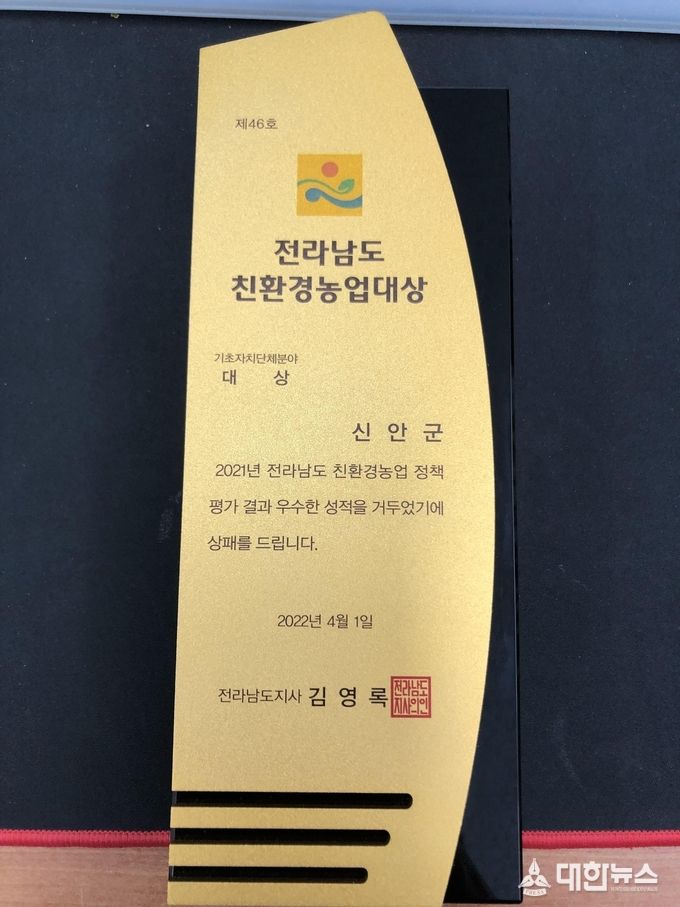 제46호
전라남도
친환경농업대상
기초자치단체분야
대 상
신 안 군
2021년 전라남도 친환경농업 정책
평가 결과 우수한 성적을 거두었기에
상패를 드립니다.
2022년 4월 1일
전라남도지사 김 영 록
전라남도
지사의인
대한뉴스